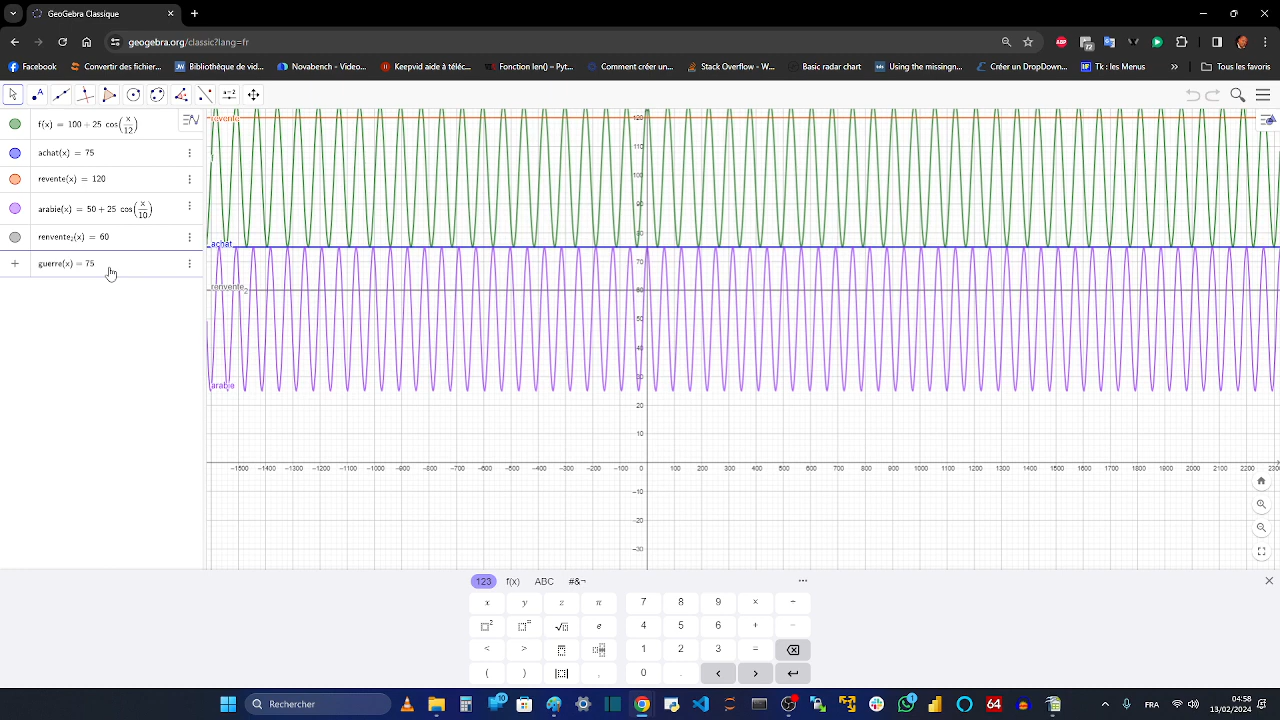 GeoGebra Classique
geogebra.org/classic?lang=fr
Facebook
Convertir des fichier...
Bibliothèque de vid...
Novabench - Video...
Keepvid aide à téléc...
Fonction len() – Pyt...
Comment créer un...
Stack Overflow - W...
Basic radar chart
Using the missingn...
Créer un DropDown...
Tk : les Menus
»
Tous les favoris
f(x) = 100 + 25 cos(x/12)
achat(x) = 75
revente(x) = 120
arabie(x) = 50 + 25 cos(x/10)
renvente₂(x) = 60
guerre(x) = 75
revente
f
achat
renvente₂
arabie
120
110
100
90
80
70
60
50
40
30
20
10
0
–10
–20
–30
–1500 –1400 –1300 –1200 –1100 –1000 –900 –800 –700 –600 –500 –400 –300 –200 –100 0 100 200 300 400 500 600 700 800 900 1000 1100 1200 1300 1400 1500 1600 1700 1800 1900 2000 2100 2200 2300
123 f(x) ABC #&¬ ...
x y z π 7 8 9 × ÷
e 4 5 6 + −
< > 1 2 3 =
( ) , 0 . < >
Rechercher
FRA
04:58
13/02/2024